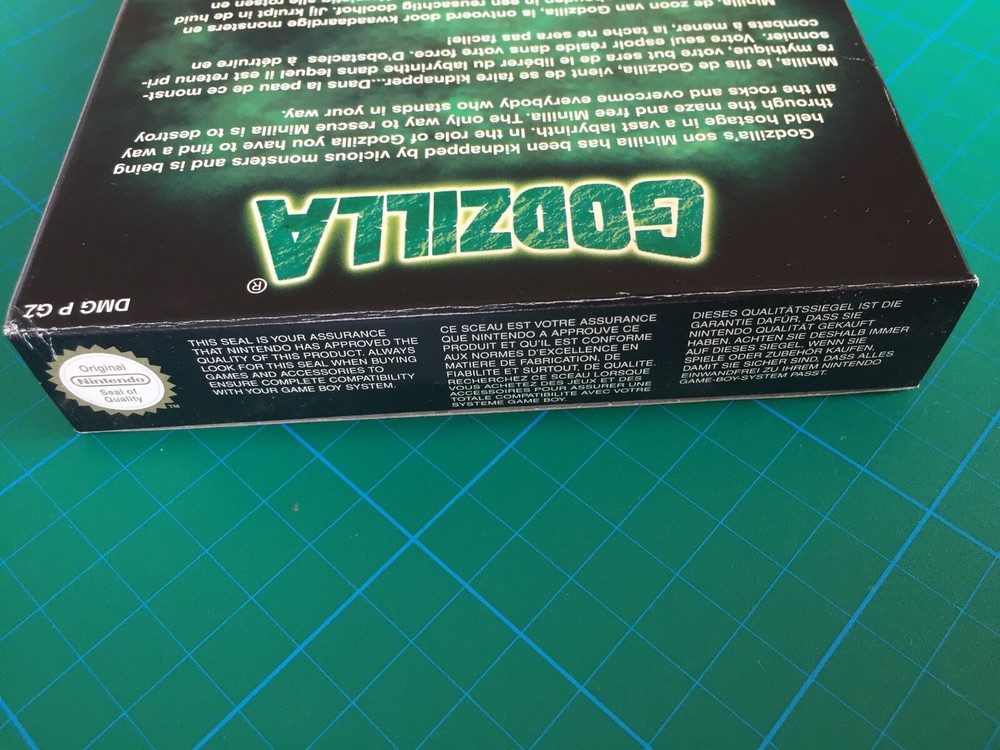 GODZILLA
®
DMG P GZ
Godzilla's son Minilla has been kidnapped by vicious monsters and is being
held hostage in a vast labyrinth. In the role of Godzilla you have to find a way
through the maze and free Minilla. The only way to rescue Minilla is to destroy
all the rocks and overcome everybody who stands in your way.
Minilla, le fils de Godzilla, vient de se faire kidnapper...Dans la peau de ce monst-
re mythique, votre but sera de le libérer du labyrinthe dans lequel il est retenu pri-
sonnier. Votre seul espoir réside dans votre force. D'obstacles à détruire en
combats à mener, la tache ne sera pas facile!
Minilla, de zoon van Godzilla, is ontvoerd door kwaadaardige monsters en
in een reusachtig doolhof. Jij kruipt in de huid
Original
Nintendo
Seal of
Quality
TM
THIS SEAL IS YOUR ASSURANCE
THAT NINTENDO HAS APPROVED THE
QUALITY OF THIS PRODUCT. ALWAYS
LOOK FOR THIS SEAL WHEN BUYING
GAMES AND ACCESSORIES TO
ENSURE COMPLETE COMPATIBILITY
WITH YOUR GAME BOY SYSTEM.
CE SCEAU EST VOTRE ASSURANCE
QUE NINTENDO A APPROUVE CE
PRODUIT ET QU'IL EST CONFORME
AUX NORMES D'EXCELLENCE EN
MATIERE DE FABRICATION, DE
FIABILITE ET SURTOUT, DE QUALITE.
RECHERCHEZ CE SCEAU LORSQUE
VOUS ACHETEZ DES JEUX ET DES
ACCESSOIRES POUR ASSURER UNE
TOTALE COMPATIBILITE AVEC VOTRE
SYSTEME GAME BOY.
DIESES QUALITÄTSSIEGEL IST DIE
GARANTIE DAFÜR, DASS SIE
NINTENDO QUALITÄT GEKAUFT
HABEN. ACHTEN SIE DESHALB IMMER
AUF DIESES SIEGEL, WENN SIE
SPIELE ODER ZUBEHÖR KAUFEN,
DAMIT SIE SICHER SIND, DASS ALLES
EINWANDFREI ZU IHREM NINTENDO
GAME-BOY-SYSTEM PASST.